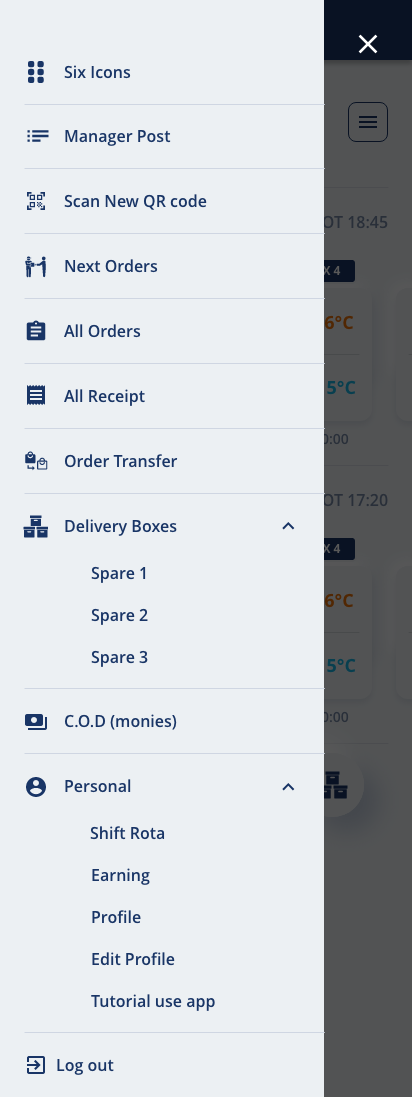 Six Icons
Manager Post
Scan New QR code
OT 18:45
Next Orders
X 4
6°C
All Orders
5°C
All Receipt
0:00
Order Transfer
OT 17:20
Delivery Boxes
X 4
Spare 1
6°C
Spare 2
5°C
Spare 3
0:00
C.O.D (monies)
Personal
Shift Rota
Earning
Profile
Edit Profile
Tutorial use app
Log out